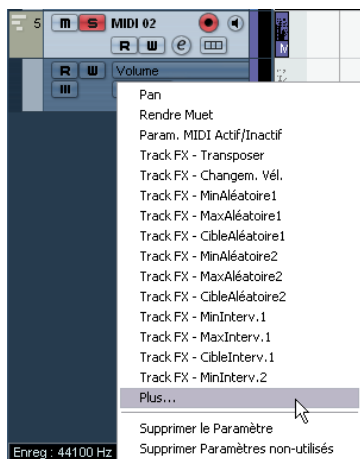 5 M S MIDI 02
R W e
M
R W Volume
Pan
Rendre Muet
Param. MIDI Actif/Inactif
Track FX - Transposer
Track FX - Changem. Vél.
Track FX - MinAléatoire1
Track FX - MaxAléatoire1
Track FX - CibleAléatoire1
Track FX - MinAléatoire2
Track FX - MaxAléatoire2
Track FX - CibleAléatoire2
Track FX - MinInterv.1
Track FX - MaxInterv.1
Track FX - CibleInterv.1
Track FX - MinInterv.2
Plus...
Supprimer le Paramètre
Supprimer Paramètres non-utilisés
Enreg : 44100 Hz